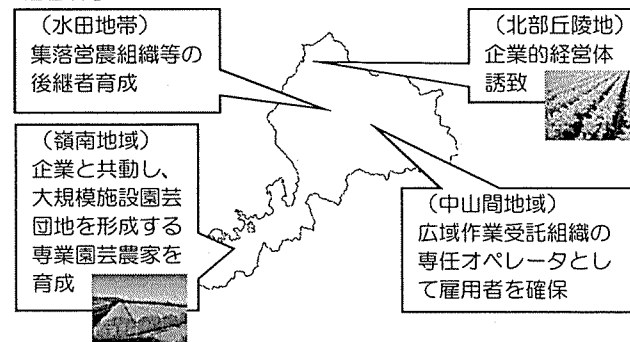 （水田地帯）
集落営農組織等の
後継者育成
（北部丘陵地）
企業的経営体
誘致
（嶺南地域）
企業と共動し、
大規模施設園芸
団地を形成する
専業園芸農家を
育成
（中山間地域）
広域作業受託組織の
専任オペレータとし
て雇用者を確保